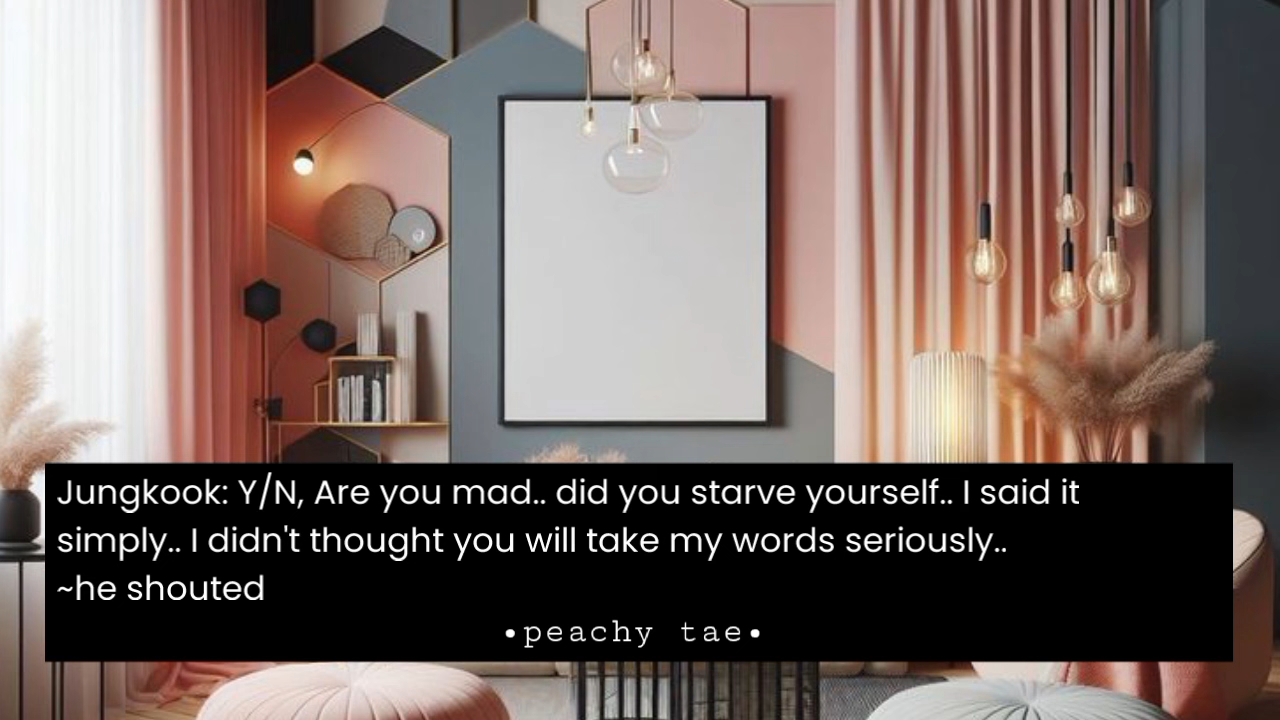 Jungkook: Y/N, Are you mad.. did you starve yourself.. I said it
simply.. I didn't thought you will take my words seriously..
~he shouted
•peachy tae•